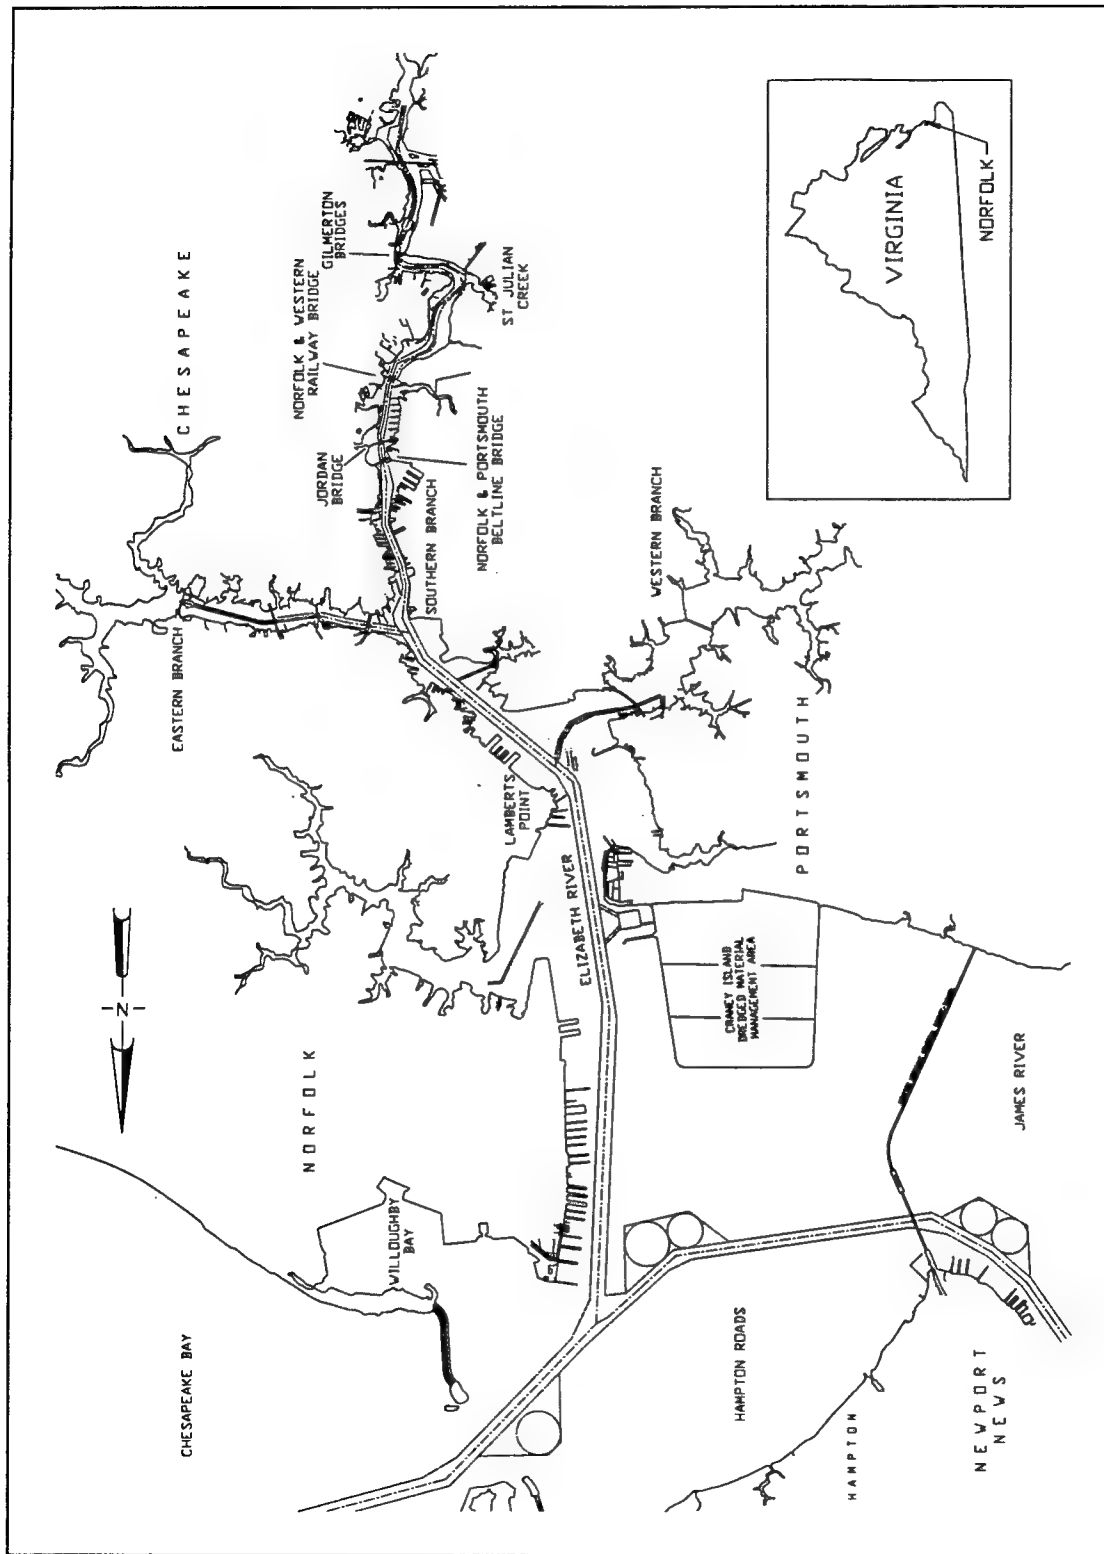 CHESAPEAKE BAY
WILLOUGHBY
BAY
NORFOLK
N
EASTERN BRANCH
CHESAPEAKE
NORFOLK & WESTERN
RAILWAY BRIDGE
GILMERTON
BRIDGES
JORDAN
BRIDGE
ST JULIAN
CREEK
NORFOLK & PORTSMOUTH
BELTLINE BRIDGE
SOUTHERN BRANCH
LAMBERTS
POINT
ELIZABETH RIVER
WESTERN BRANCH
PORTSMOUTH
CRANEY ISLAND
DREDGED MATERIAL
MANAGEMENT AREA
HAMPTON ROADS
JAMES RIVER
HAMPTON
NEWPORT
NEWS
VIRGINIA
NORFOLK